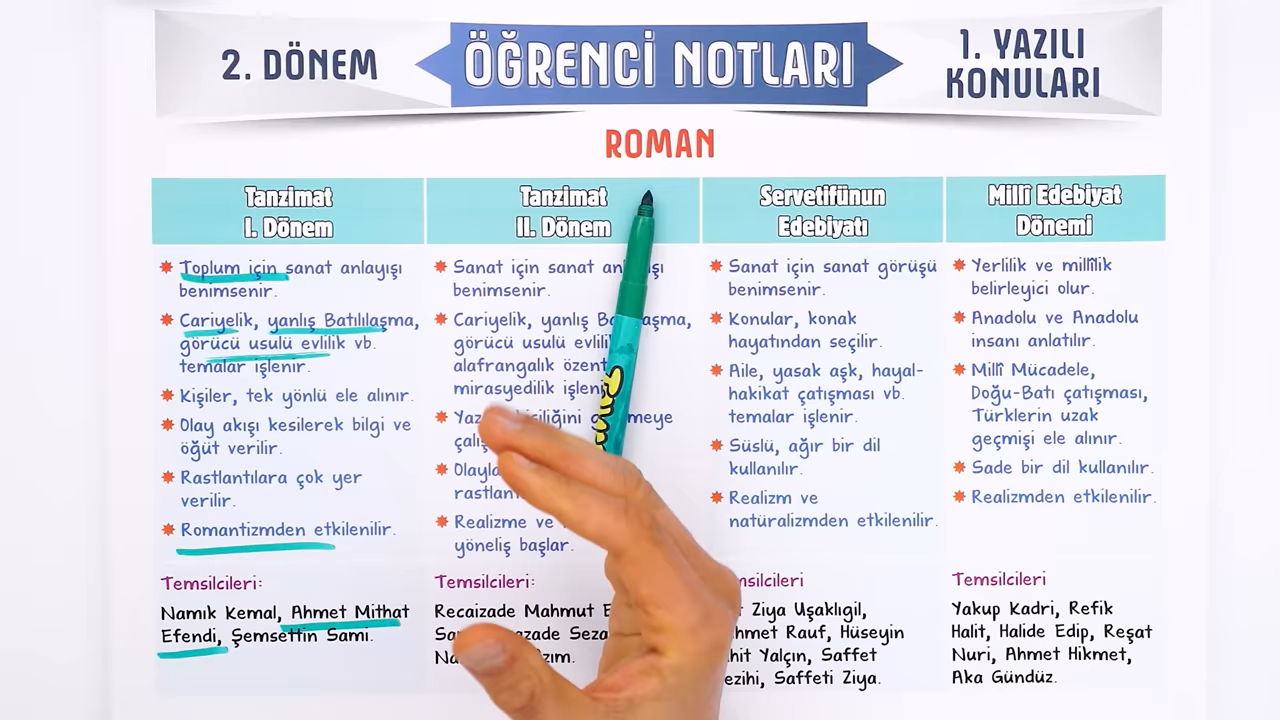 2. DÖNEM
ÖĞRENCİ NOTLARI
1. YAZILI
KONULARI
ROMAN
Tanzimat
I. Dönem
Toplum için sanat anlayışı
benimsenir.
Cariyelik, yanlış Batılılaşma,
görücü usulü evlilik vb.
temalar işlenir.
Kişiler, tek yönlü ele alınır.
Olay akışı kesilerek bilgi ve
öğüt verilir.
Rastlantılara çok yer
verilir.
Romantizmden etkilenilir.
Temsilcileri:
Namık Kemal, Ahmet Mithat
Efendi, Şemsettin Sami.
Tanzimat
II. Dönem
Sanat için sanat
benimsenir.
Cariyelik, yanlış
görücü usulü
alafrangalık
mirasyedilik
Realizme ve
yöneliş başlar.
Temsilcileri:
Recaizade Mahmut
Servetifünun
Edebiyatı
Sanat için sanat görüşü
benimsenir.
Konular, konak
hayatından seçilir.
Aile, yasak aşk, hayal-
hakikat çatışması vb.
temalar işlenir.
Süslü, ağır bir dil
kullanılır.
Realizm ve
natüralizmden etkilenilir.
Ziya Uşaklıgil,
Rauf, Hüseyin
Yalçın, Saffet
Saffeti Ziya.
Millî Edebiyat
Dönemi
Yerlilik ve millîlik
belirleyici olur.
Anadolu ve Anadolu
insanı anlatılır.
Millî Mücadele,
Doğu-Batı çatışması,
Türklerin uzak
geçmişi ele alınır.
Sade bir dil kullanılır.
Realizmden etkilenilir.
Temsilcileri
Yakup Kadri, Refik
Halit, Halide Edip, Reşat
Nuri, Ahmet Hikmet,
Aka Gündüz.